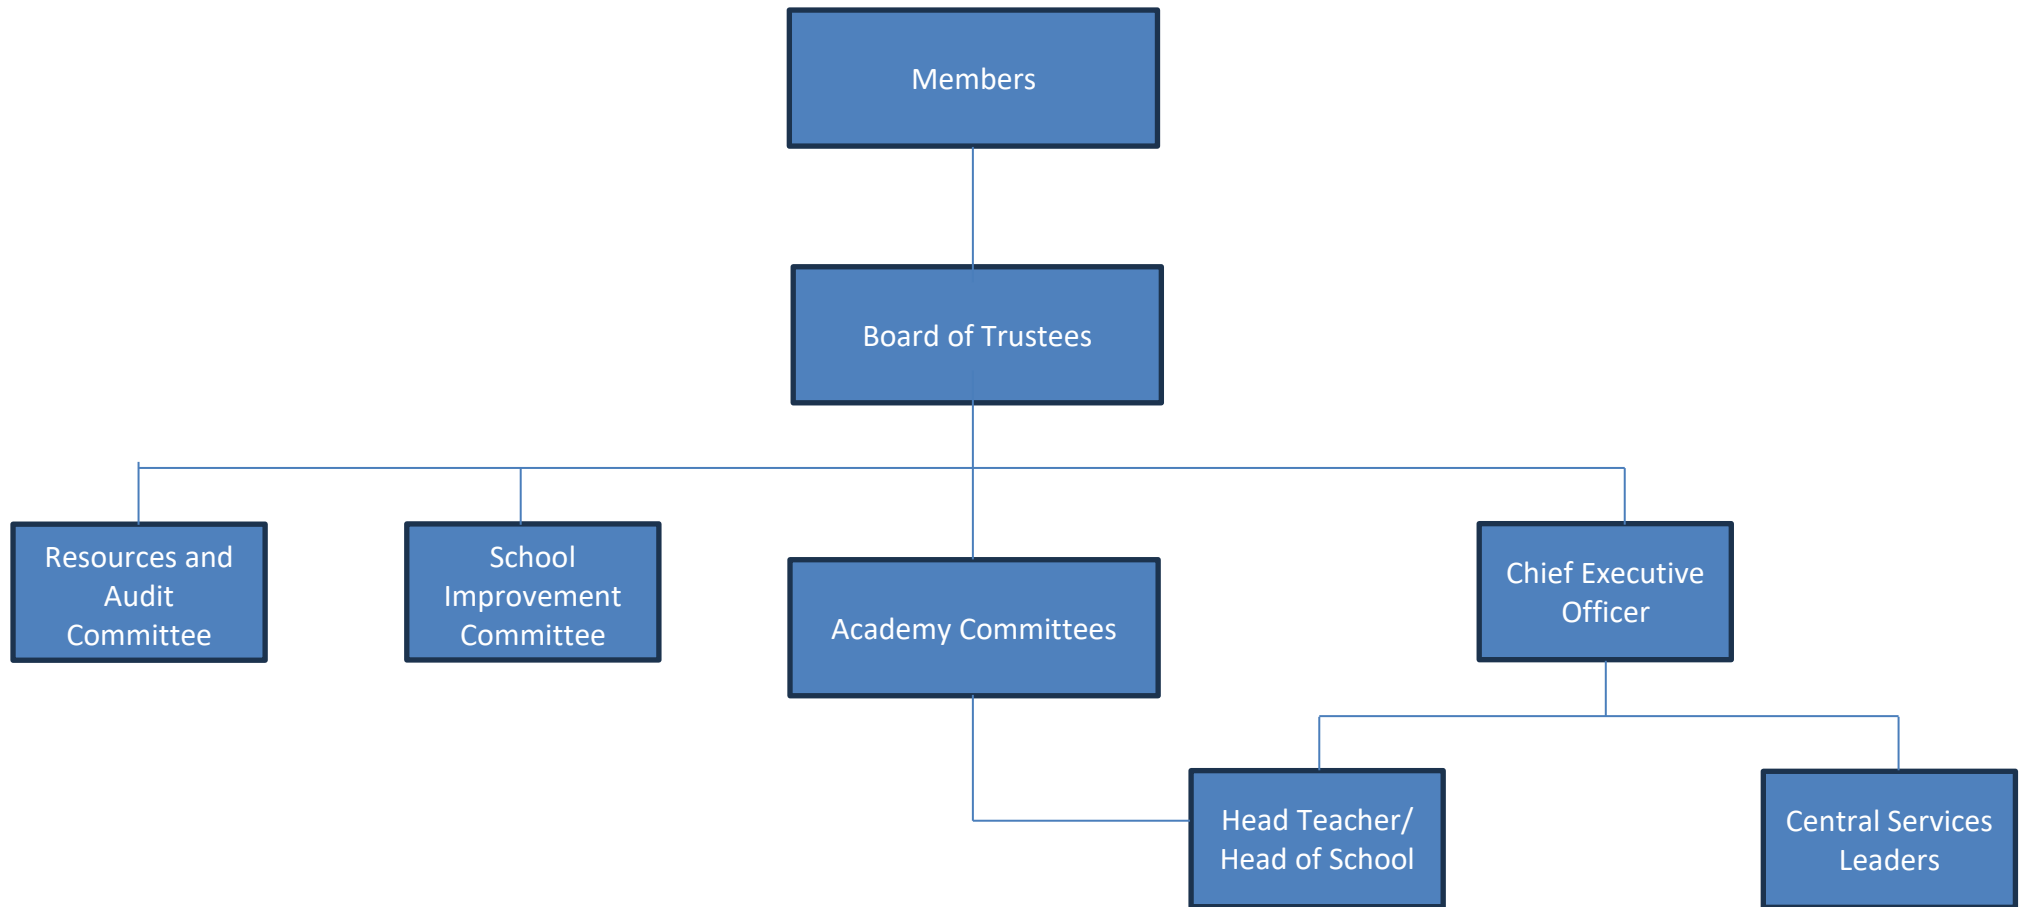 Members
Board of Trustees
Resources and
Audit
Committee
School
Improvement
Committee
Academy Committees
Chief Executive
Officer
Head Teacher/
Head of School
Central Services
Leaders